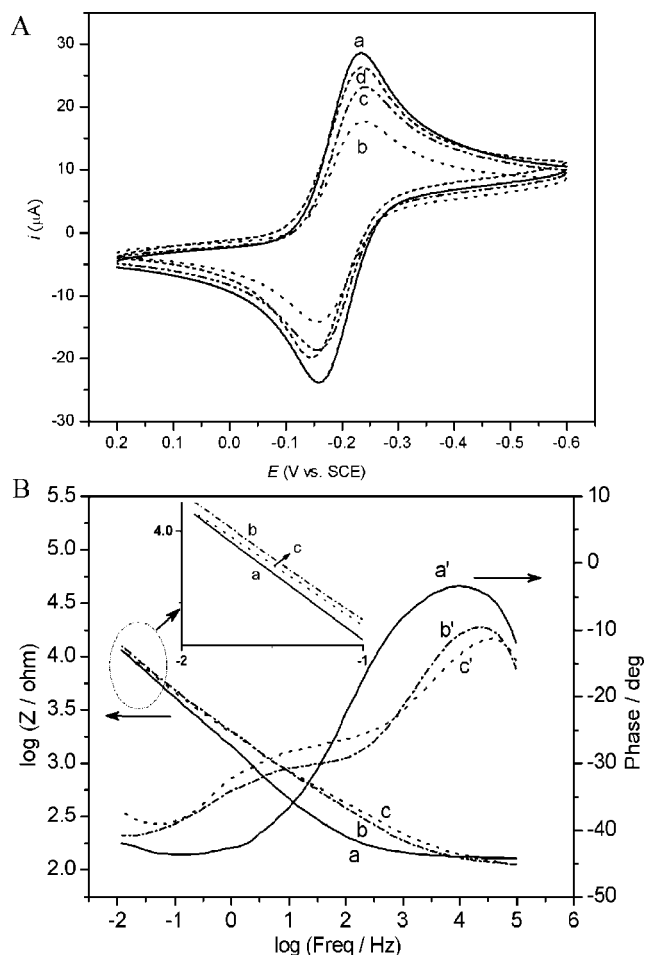 A
30
20
10
0
-10
-20
-30
i (μA)
a
d
c
b
0.2 0.1 0.0 -0.1 -0.2 -0.3 -0.4 -0.5 -0.6
E (V vs. SCE)
B
5.5
5.0
4.5
4.0
3.5
3.0
2.5
2.0
log (Z / ohm)
4.0
b
c
a
-2 -1
a'
b'
c'
c
b
a
10
0
-10
-20
-30
-40
-50
Phase / deg
-2 -1 0 1 2 3 4 5 6
log (Freq / Hz)